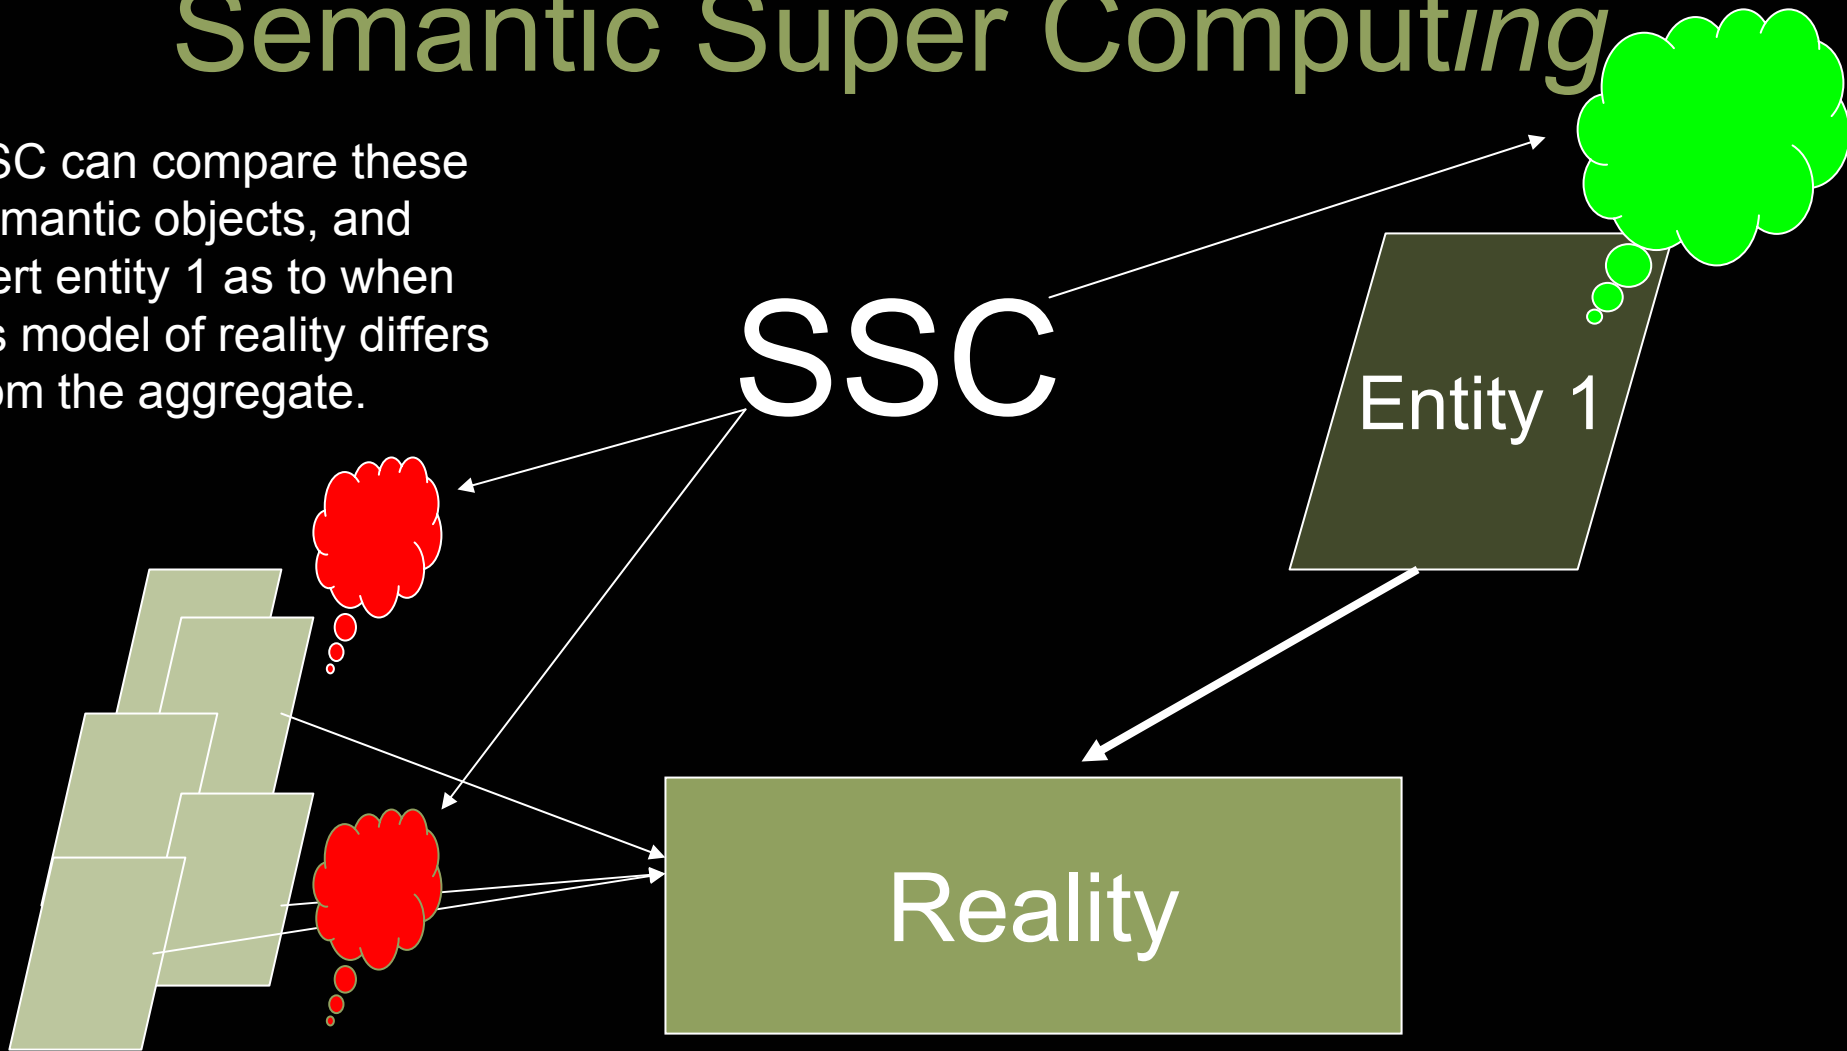 Semantic Super Computing
SC can compare these
mantic objects, and
ert entity 1 as to when
s model of reality differs
om the aggregate.
SSC
Entity 1
Reality